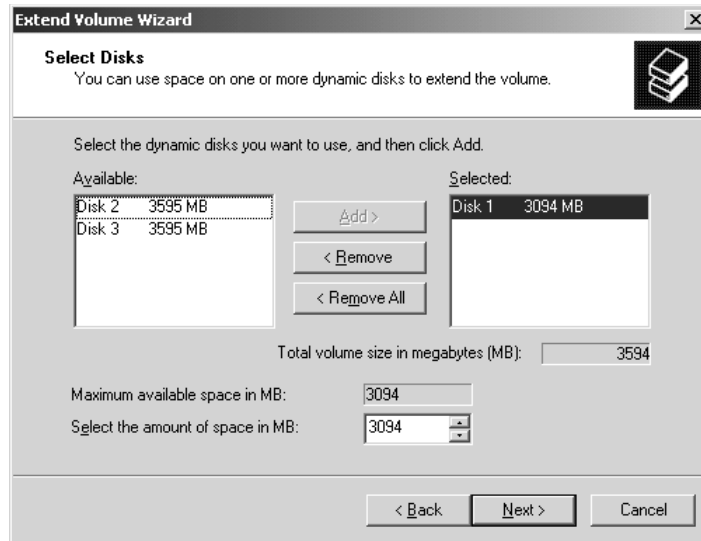 Extend Volume Wizard
Select Disks
You can use space on one or more dynamic disks to extend the volume.
Select the dynamic disks you want to use, and then click Add.
Available:
Selected:
Disk 2 3595 MB
Disk 3 3595 MB
Add >
< Remove
< Remove All
Disk 1 3094 MB
Total volume size in megabytes (MB): 3594
Maximum available space in MB: 3094
Select the amount of space in MB: 3094
< Back
Next >
Cancel